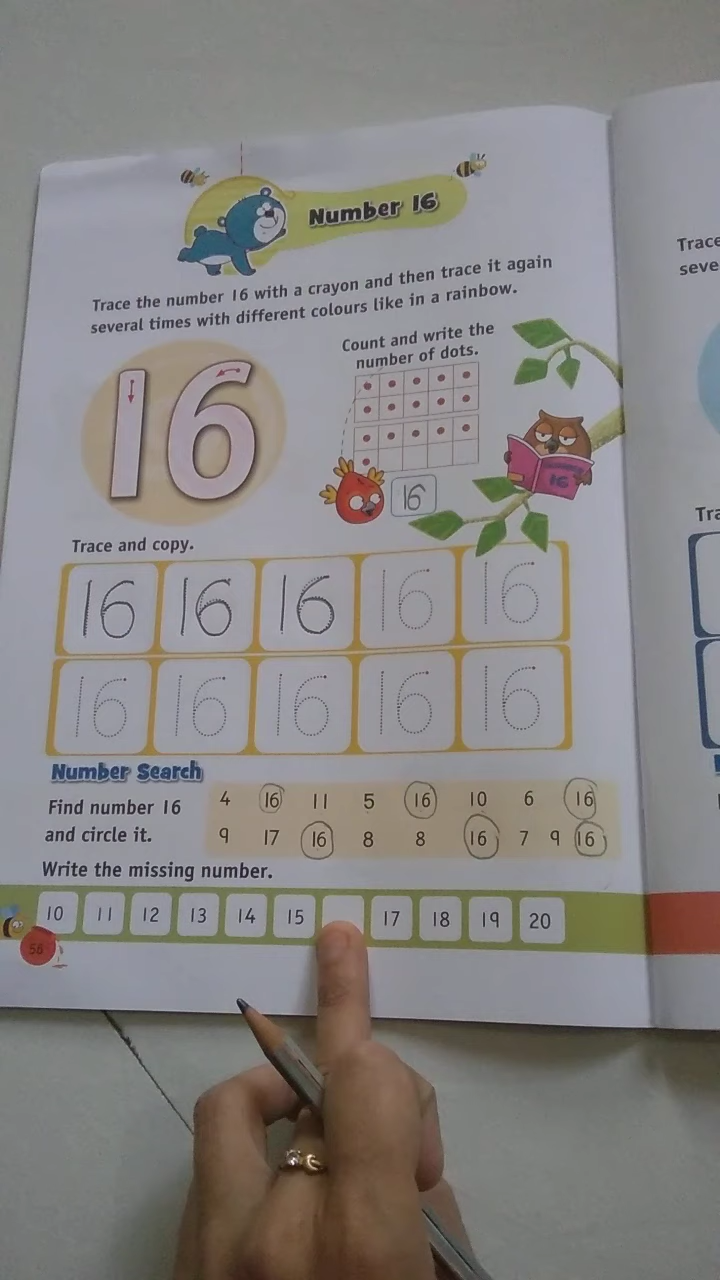 Number 16
Trace the number 16 with a crayon and then trace it again
several times with different colours like in a rainbow.
Count and write the
number of dots.
16
16
16
Trace and copy.
16 16 16 16 16
16 16 16 16 16
Number Search
Find number 16
and circle it.
4 16 11 5 16 10 6 16
9 17 16 8 8 16 7 9 16
Write the missing number.
10 11 12 13 14 15 17 18 19 20
58
Trace
seve
Tra